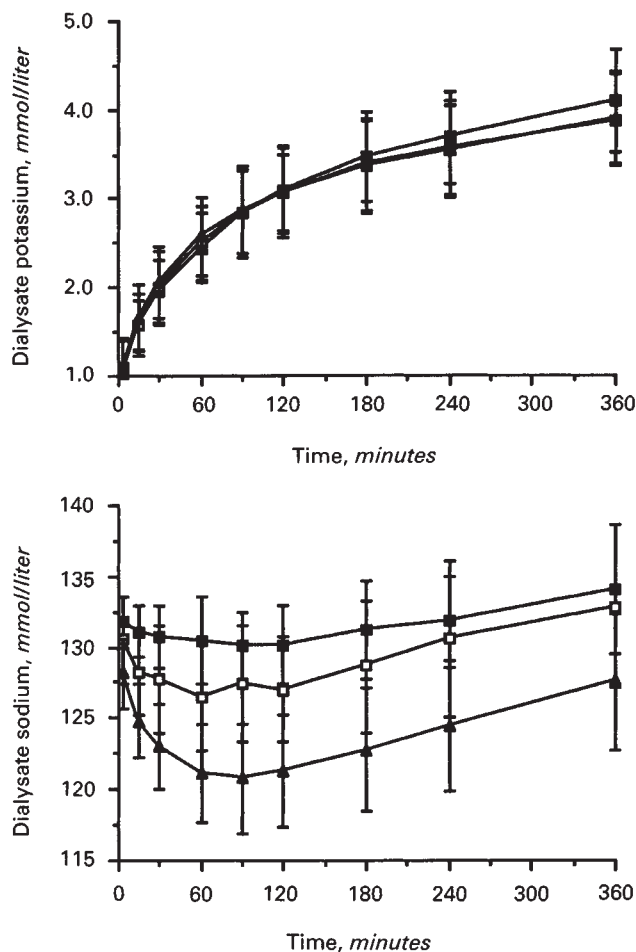 Dialysate potassium, mmol//liter
5.0
4.0
3.0
2.0
1.0
0 60 120 180 240 300 360
Time, minutes
Dialysate sodium, mmol/liter
140
135
130
125
120
115
0 60 120 180 240 300 360
Time, minutes